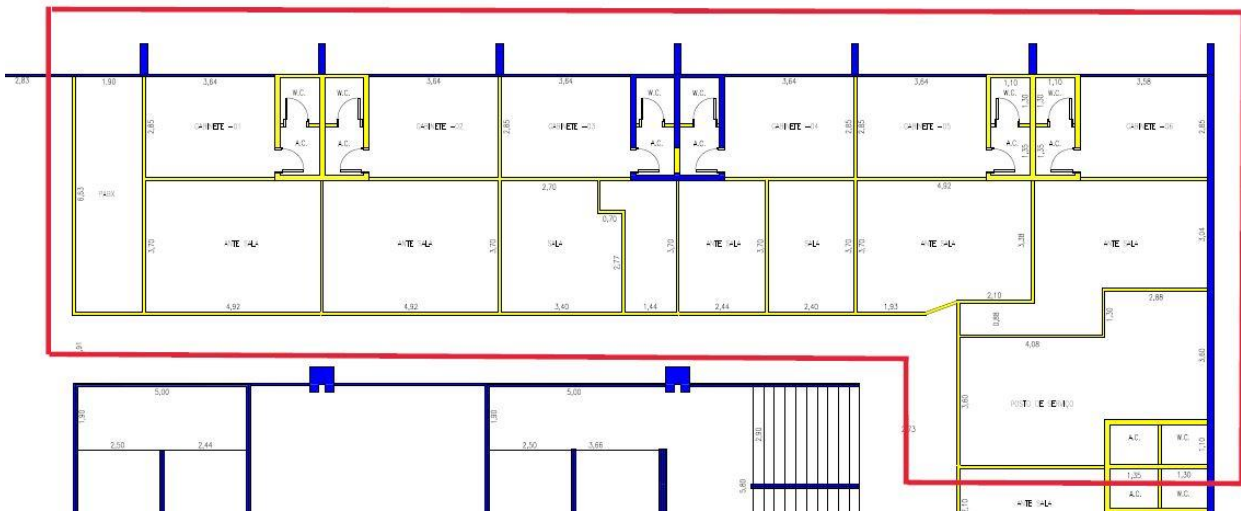 2,83
1,90
3,64
3,64
3,64
3,64
3,64
1,10
1,10
3,58
W.C.
W.C.
W.C.
W.C.
W.C.
W.C.
1,30
1,30
2,85
GABINETE -01
GABINETE -02
2,85
GABINETE -03
GABINETE -04
2,85
GABINETE -05
GABINETE -06
2,85
A.C.
A.C.
A.C.
A.C.
A.C.
A.C.
1,35
1,35
2,70
4,92
6,63
0,70
3,70
ANTE SALA
ANTE SALA
3,70
SALA
2,77
3,70
ANTE SALA
3,70
SALA
3,70
3,70
ANTE SALA
3,38
ANTE SALA
3,04
4,92
4,92
3,40
1,44
2,44
2,40
1,93
2,10
2,88
0,88
1,30
4,08
3,60
5,00
5,00
1,90
1,90
3,60
POSTO DE SERVIÇO
2,50
2,44
2,50
3,66
2,90
A.C.
W.C.
1,10
1,35
1,30
A.C.
W.C.
ANTE SALA